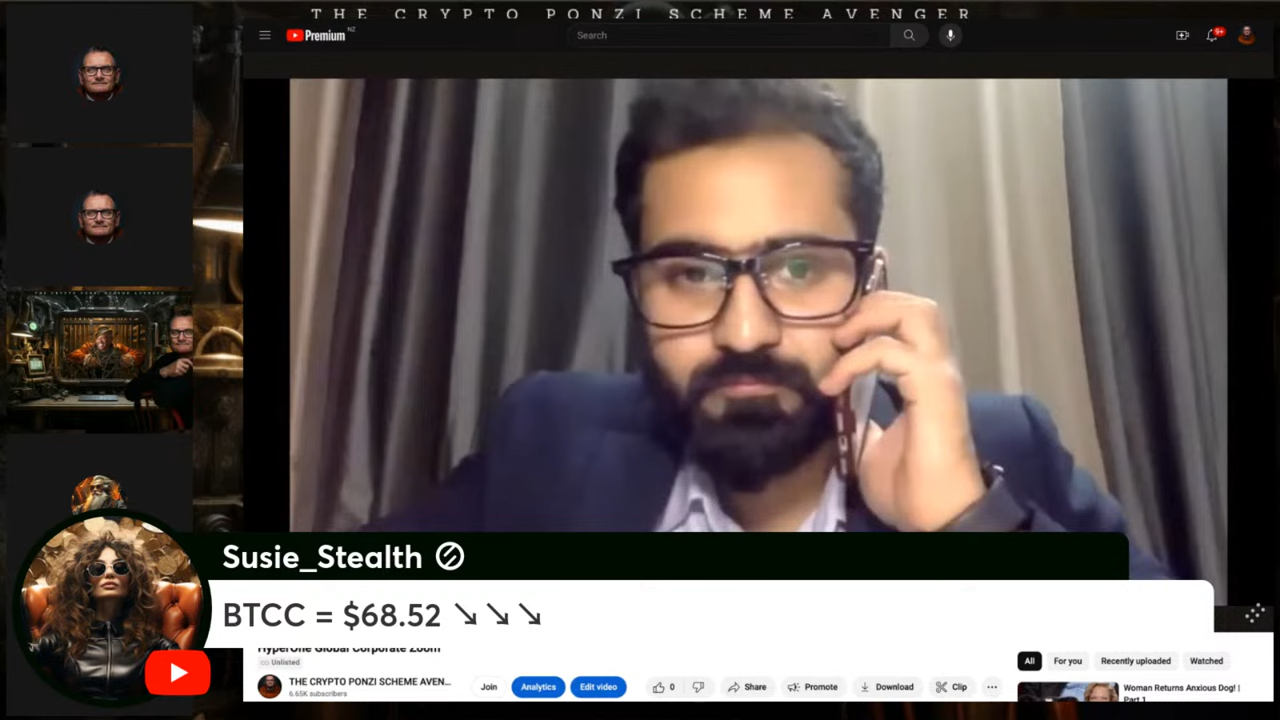 THE CRYPTO PONZI SCHEME AVENGER
Premium NZ
Search
9+
Susie_Stealth
BTCC = $68.52 ↘↘↘
HyperOne Global Corporate Zoom
Unlisted
THE CRYPTO PONZI SCHEME AVEN...
6.65K subscribers
Join
Analytics
Edit video
0
Share
Promote
Download
Clip
...
All
For you
Recently uploaded
Watched
Woman Returns Anxious Dog! |
Part 1